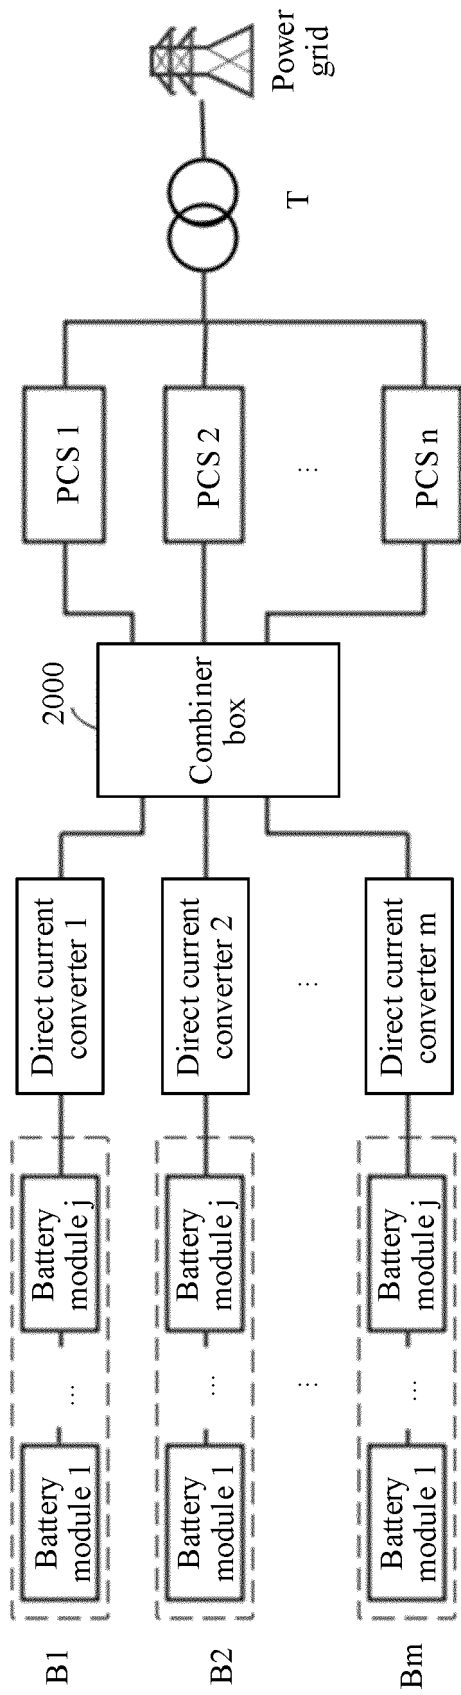 B1
Battery
module 1
...
Battery
module j
Direct current
converter 1
B2
Battery
module 1
...
Battery
module j
Direct current
converter 2
...
...
Bm
Battery
module 1
...
Battery
module j
Direct current
converter m
2000
Combiner
box
PCS 1
PCS 2
...
PCS n
T
Power
grid